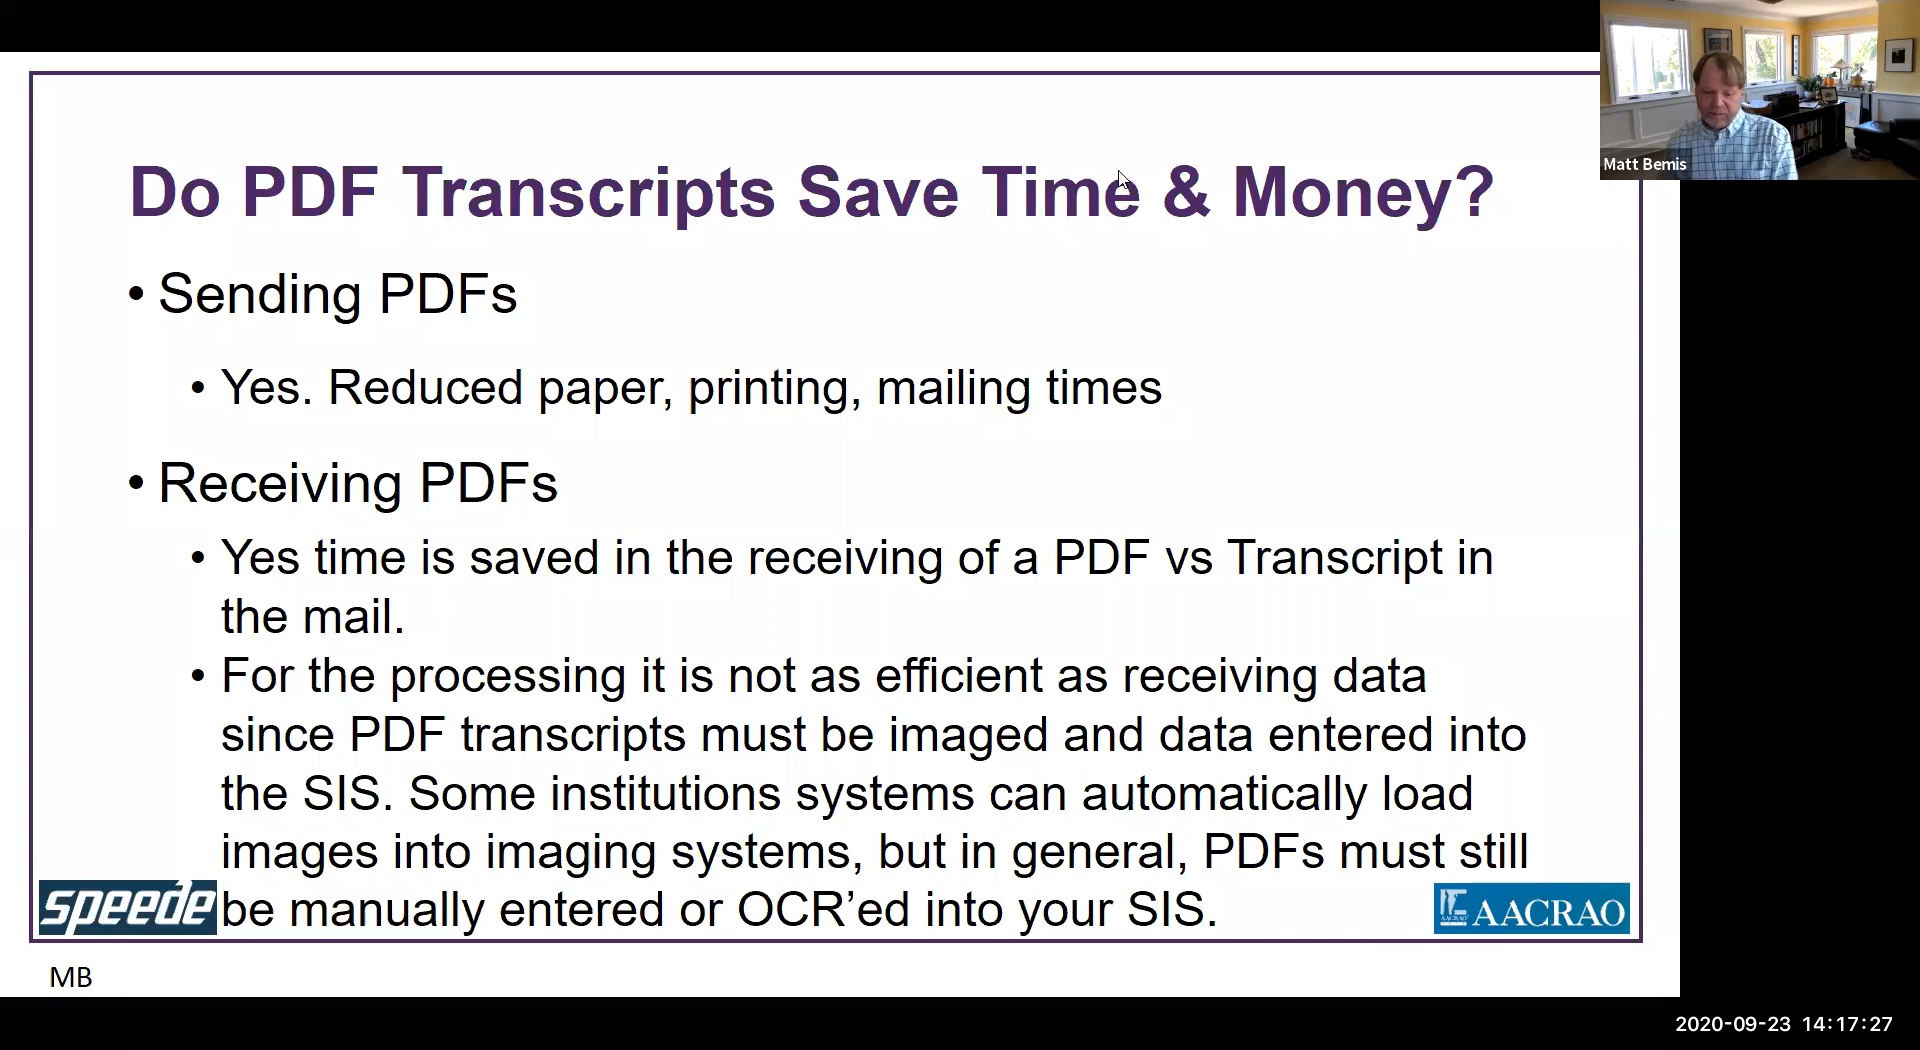 Do PDF Transcripts Save Time & Money?
• Sending PDFs
• Yes. Reduced paper, printing, mailing times
• Receiving PDFs
• Yes time is saved in the receiving of a PDF vs Transcript in
the mail.
• For the processing it is not as efficient as receiving data
since PDF transcripts must be imaged and data entered into
the SIS. Some institutions systems can automatically load
images into imaging systems, but in general, PDFs must still
be manually entered or OCR’ed into your SIS.
speede
AACRAO
AACRAO
MB
Matt Bemis
2020-09-23 14:17:27